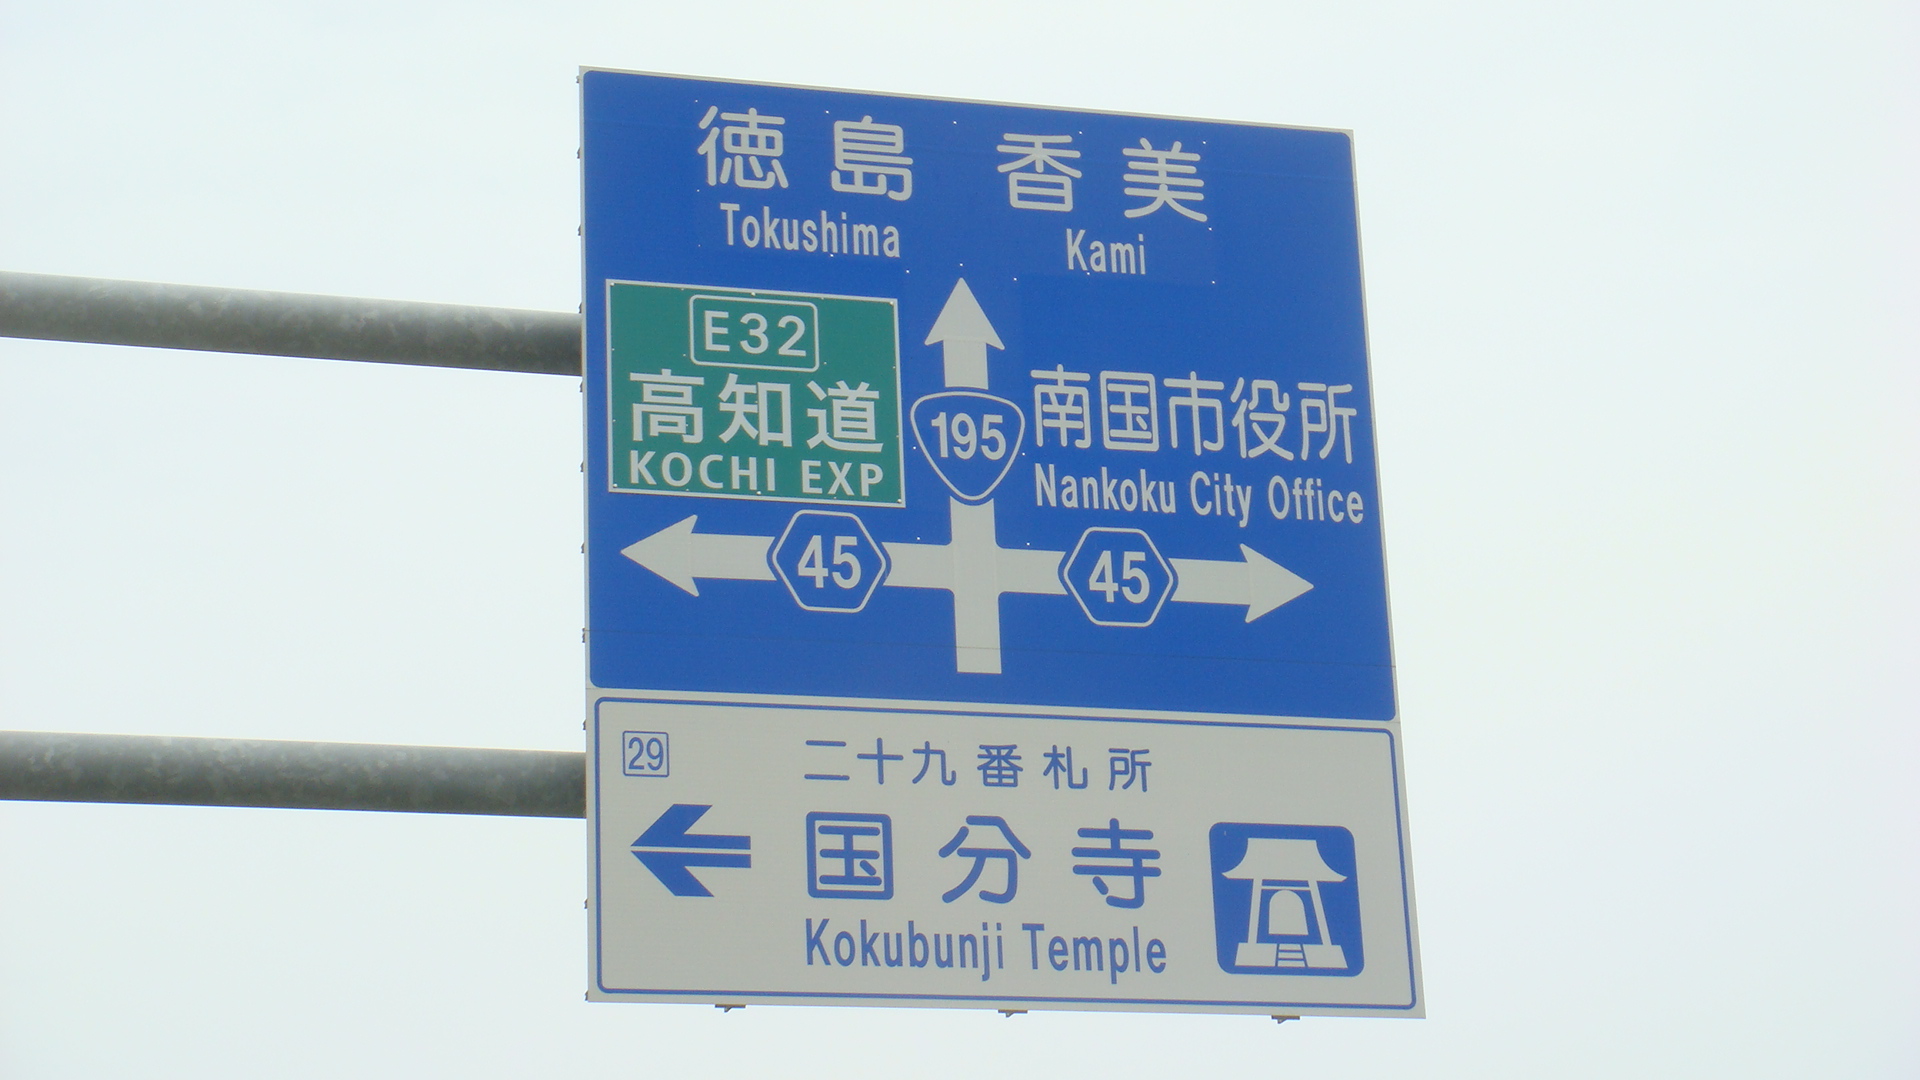 徳島 香美
Tokushima Kami
E32
高知道
KOCHI EXP
195
南国市役所
Nankoku City Office
45
45
29
二十九番札所
国分寺
Kokubunji Temple